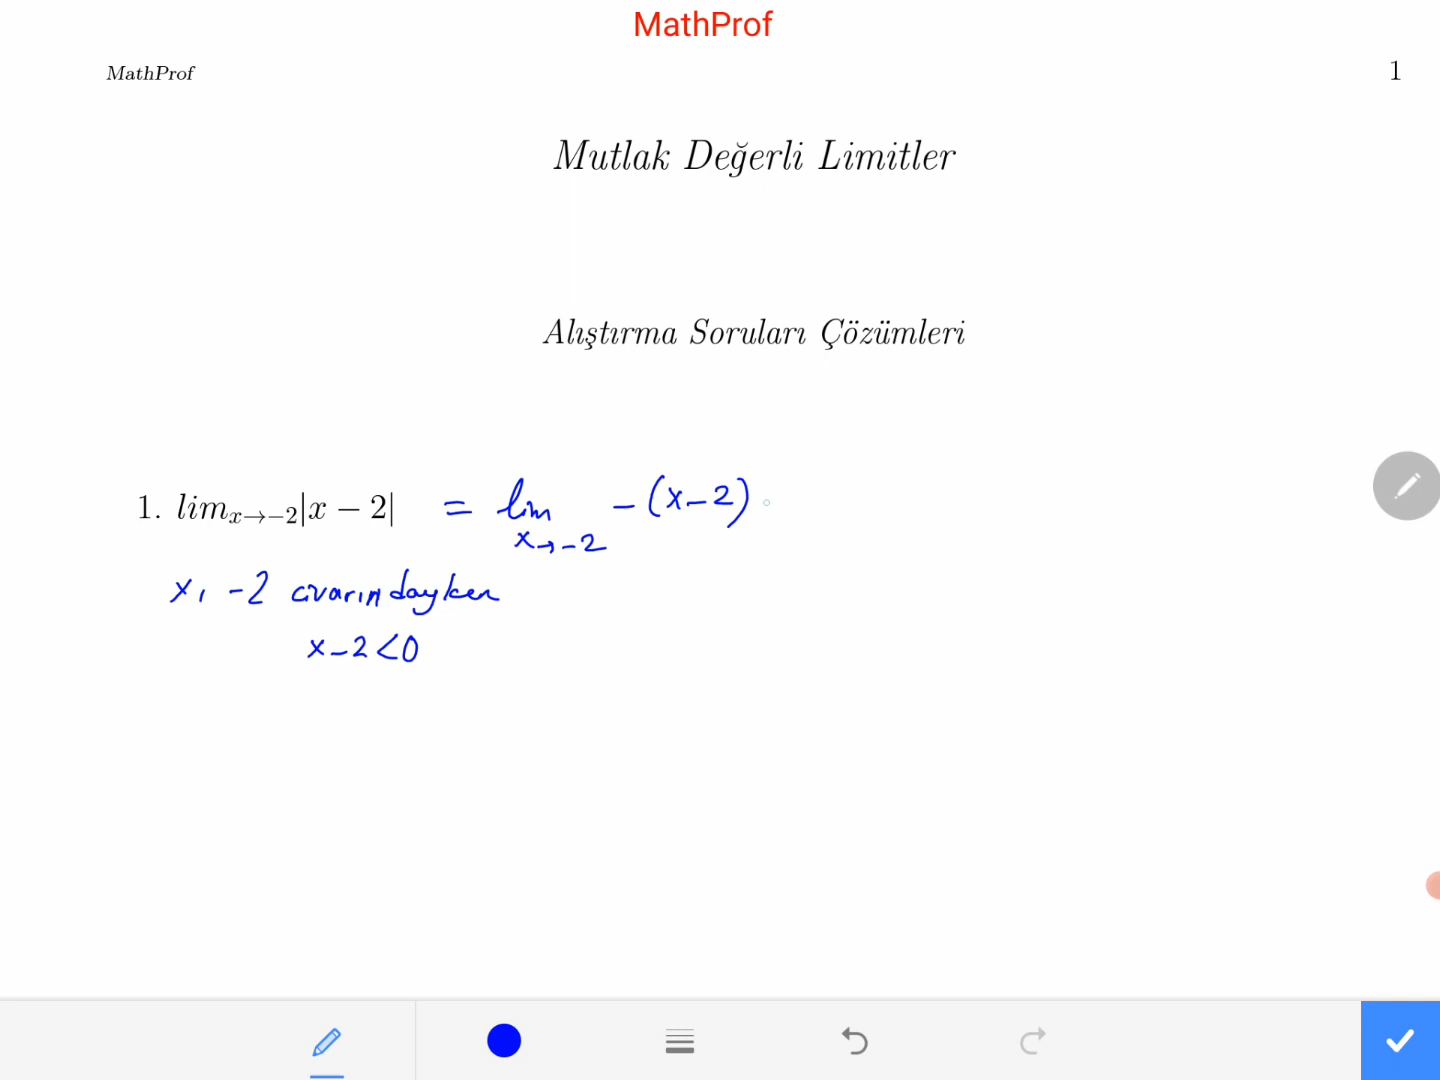 MathProf
MathProf 1
Mutlak Değerli Limitler
Alıştırma Soruları Çözümleri
1. lim_{x→−2}|x − 2| = lim_{x→−2} −(x−2)
x, -2 civarındayken
x−2<0